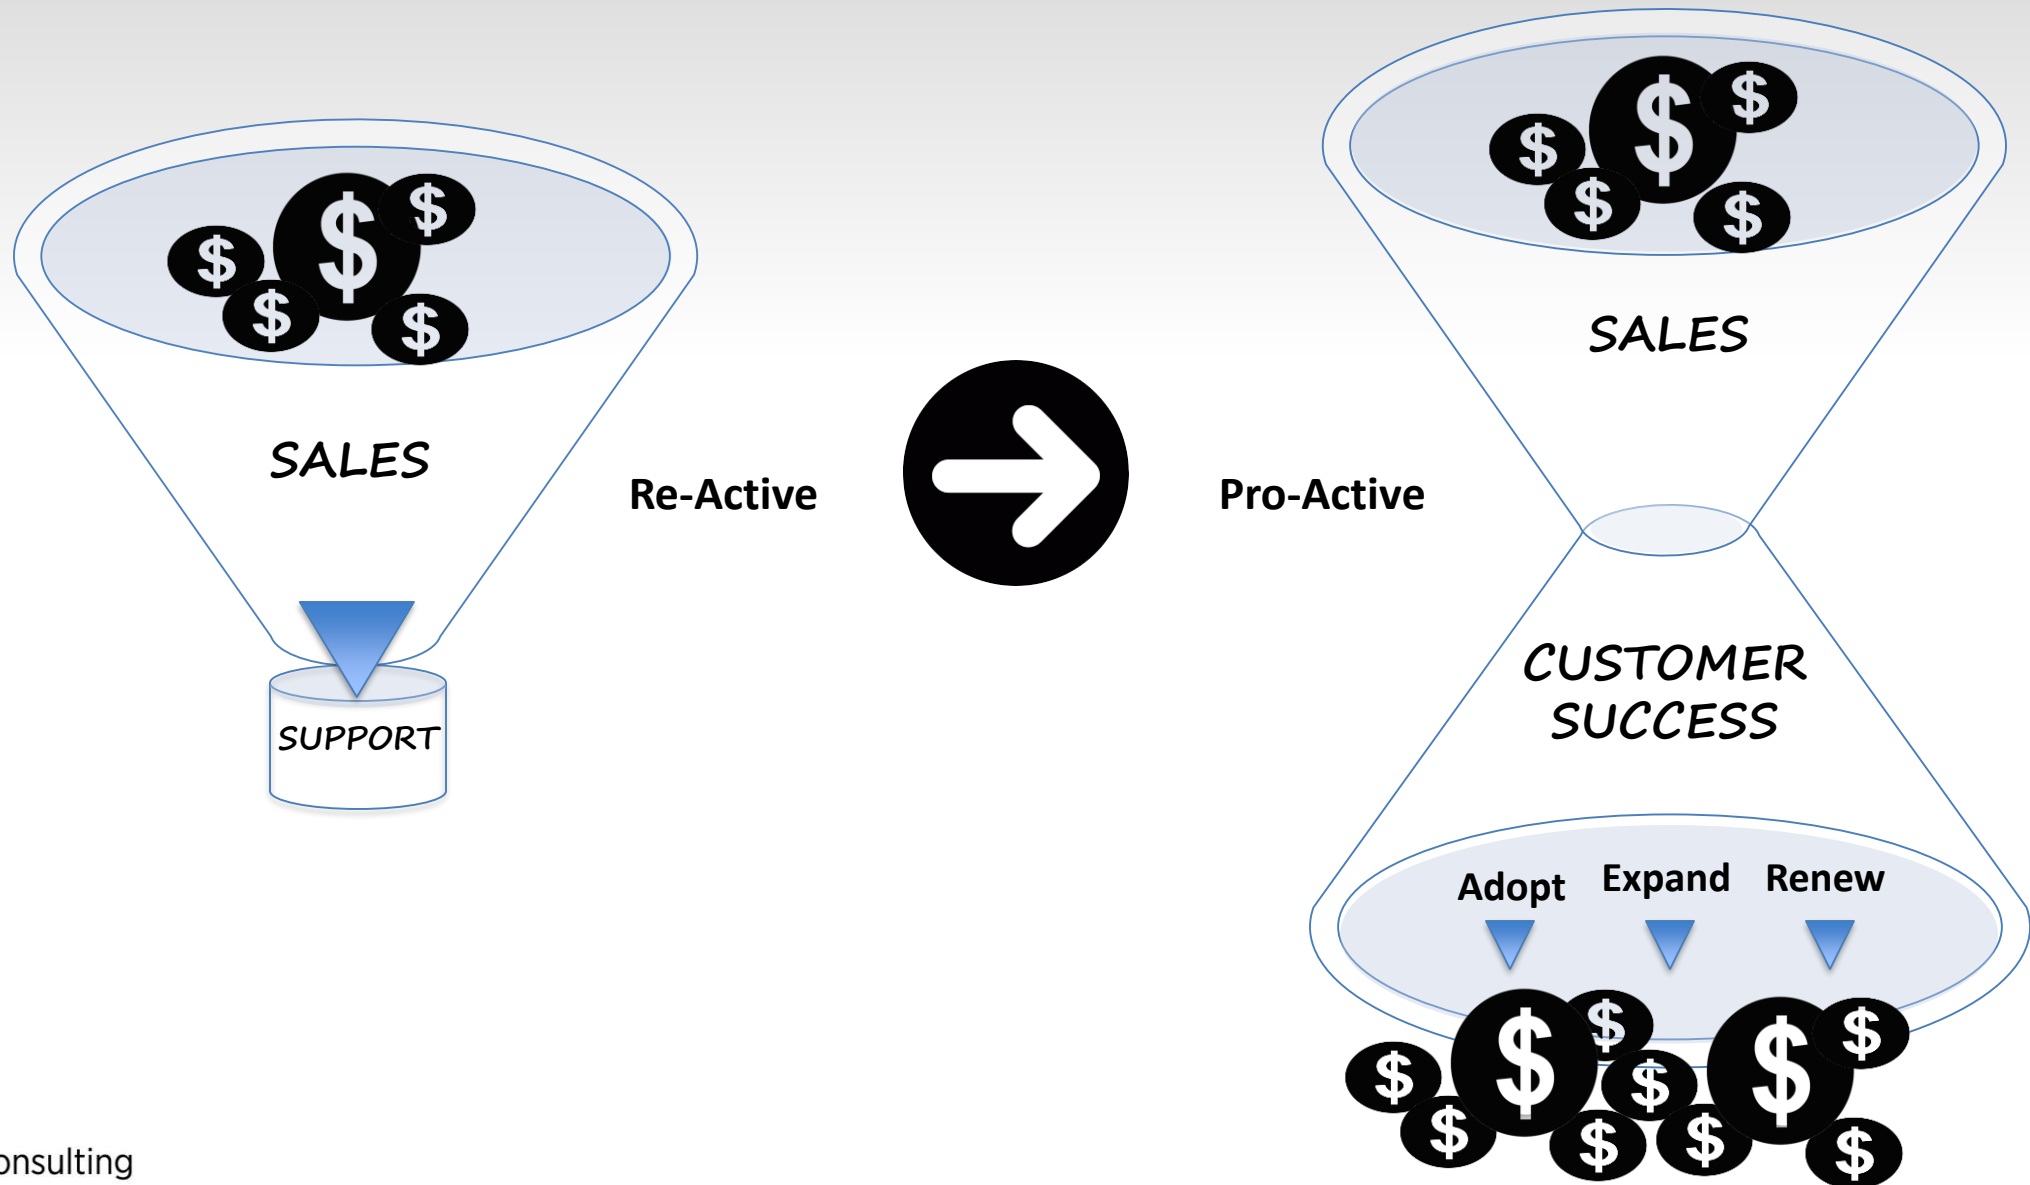 SALES
Re-Active
SUPPORT
Pro-Active
SALES
CUSTOMER
SUCCESS
Adopt Expand Renew
$ $ $ $ $
$ $ $ $ $
$ $ $ $ $ $ $ $ $ $
onsulting